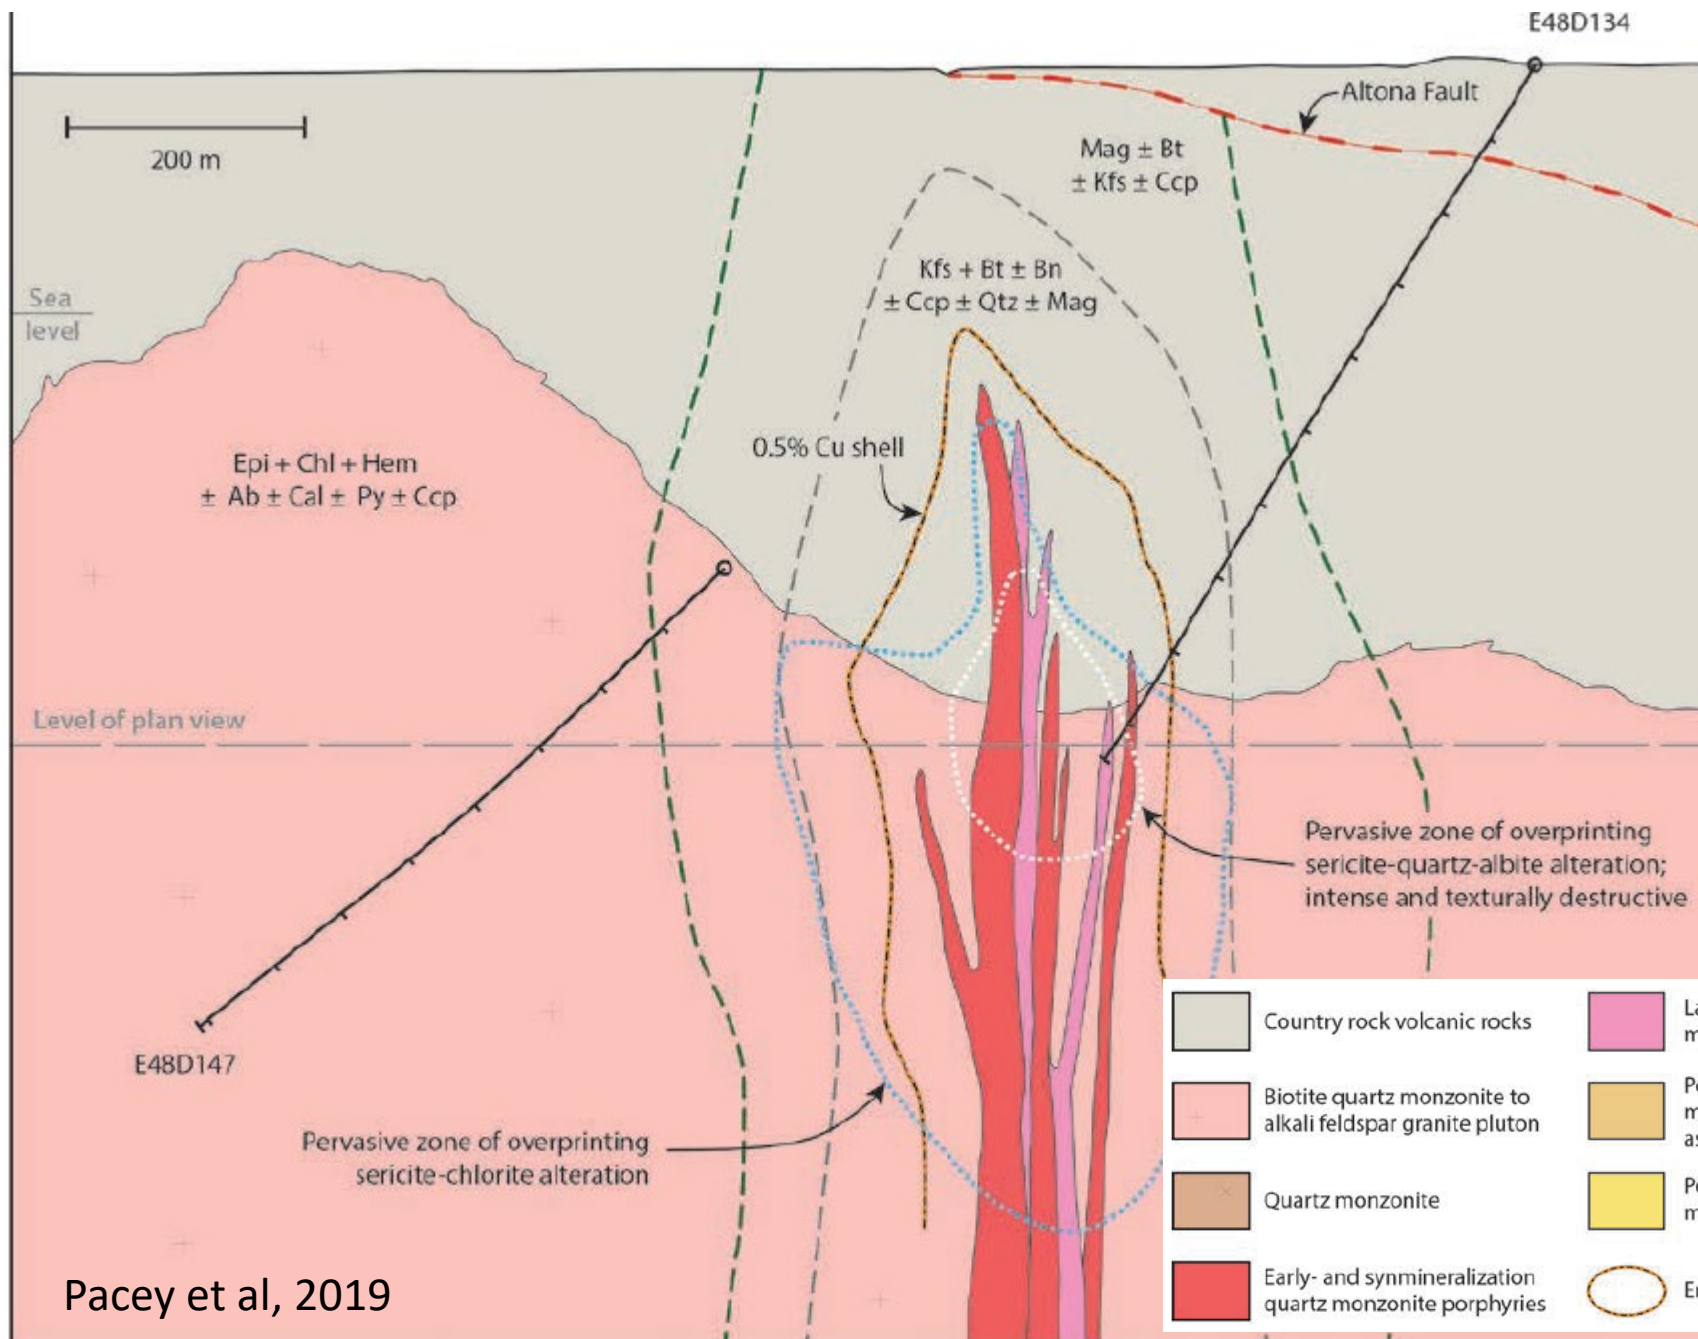 E48D134
Altona Fault
200 m
Mag ± Bt
± Kfs ± Ccp
Kfs + Bt ± Bn
± Ccp ± Qtz ± Mag
Sea
level
0.5% Cu shell
Epi + Chl + Hem
± Ab ± Cal ± Py ± Ccp
Level of plan view
Pervasive zone of overprinting
sericite-quartz-albite alteration;
intense and texturally destructive
E48D147
Pervasive zone of overprinting
sericite-chlorite alteration
Country rock volcanic rocks
Biotite quartz monzonite to
alkali feldspar granite pluton
Quartz monzonite
Early- and synmineralization
quartz monzonite porphyries
Pacey et al, 2019